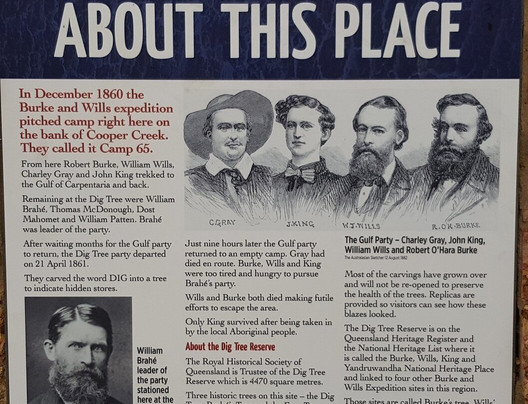 ABOUT THIS PLACE
In December 1860 the
Burke and Wills expedition
pitched camp right here on
the bank of Cooper Creek.
They called it Camp 65.
From here Robert Burke, William Wills,
Charley Gray and John King trekked to
the Gulf of Carpentaria and back.
Remaining at the Dig Tree were William
Brahé, Thomas McDonough, Dost
Mahomet and William Patten. Brahé
was leader of the party.
After waiting months for the Gulf party
to return, the Dig Tree party departed
on 21 April 1861.
They carved the word DIG into a tree
to indicate hidden stores.
William
Brahé
leader of
the party
stationed
here at the
C.GRAY
J.KING
W.J.WILLS
R.O'H.BURKE
Just nine hours later the Gulf party
returned to an empty camp. Gray had
died en route. Burke, Wills and King
were too tired and hungry to pursue
Brahé's party.
Wills and Burke both died making futile
efforts to escape the area.
Only King survived after being taken in
by the local Aboriginal people.
About the Dig Tree Reserve
The Royal Historical Society of
Queensland is Trustee of the Dig Tree
Reserve which is 4470 square metres.
Three historic trees on this site – the Dig
The Gulf Party – Charley Gray, John King,
William Wills and Robert O'Hara Burke
The Australasian Sketcher
Most of the carvings have grown over
and will not be re-opened to preserve
the health of the trees. Replicas are
provided so visitors can see how these
blazes looked.
The Dig Tree Reserve is on the
Queensland Heritage Register and
the National Heritage List where it
is called the Burke, Wills, King and
Yandruwandha National Heritage Place
and linked to four other Burke and
Wills Expedition sites in this region.
Those sites are called Burke's tree, Wills'